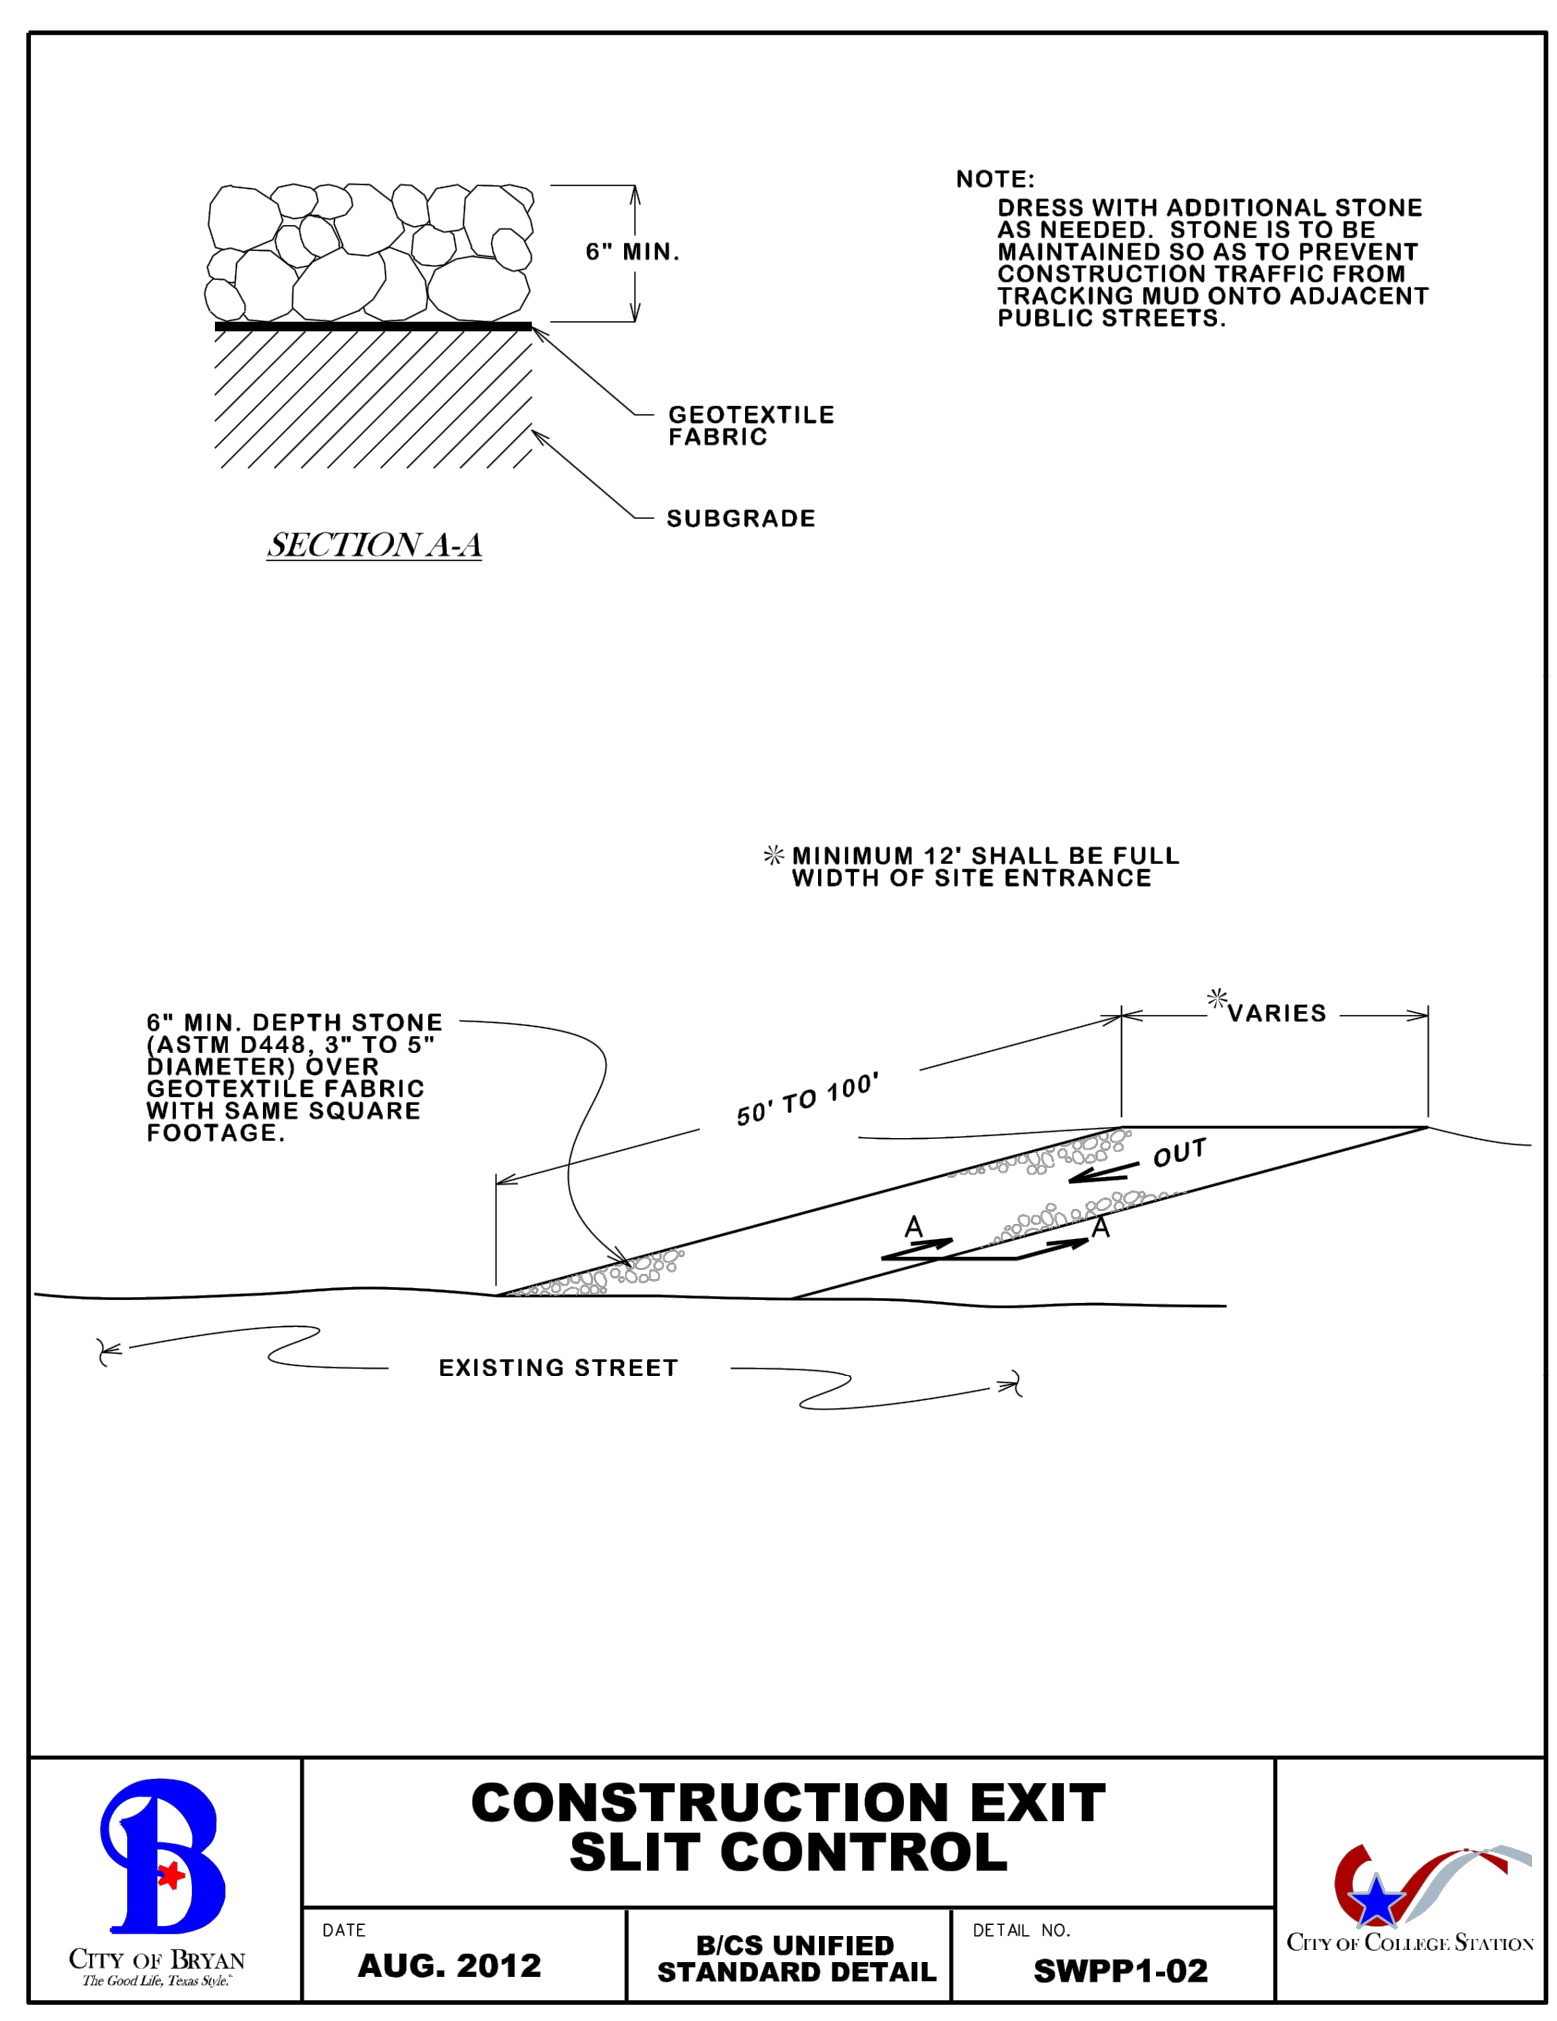 6" MIN.
GEOTEXTILE
FABRIC
SUBGRADE
SECTION A-A
NOTE:
DRESS WITH ADDITIONAL STONE
AS NEEDED. STONE IS TO BE
MAINTAINED SO AS TO PREVENT
CONSTRUCTION TRAFFIC FROM
TRACKING MUD ONTO ADJACENT
PUBLIC STREETS.
* MINIMUM 12' SHALL BE FULL
WIDTH OF SITE ENTRANCE
6" MIN. DEPTH STONE
(ASTM D448, 3" TO 5"
DIAMETER) OVER
GEOTEXTILE FABRIC
WITH SAME SQUARE
FOOTAGE.
*VARIES
50' TO 100'
OUT
A
A
EXISTING STREET
B
CITY OF BRYAN
The Good Life, Texas Style.™
CONSTRUCTION EXIT
SLIT CONTROL
DATE
AUG. 2012
B/CS UNIFIED
STANDARD DETAIL
DETAIL NO.
SWPP1-02
CITY OF COLLEGE STATION